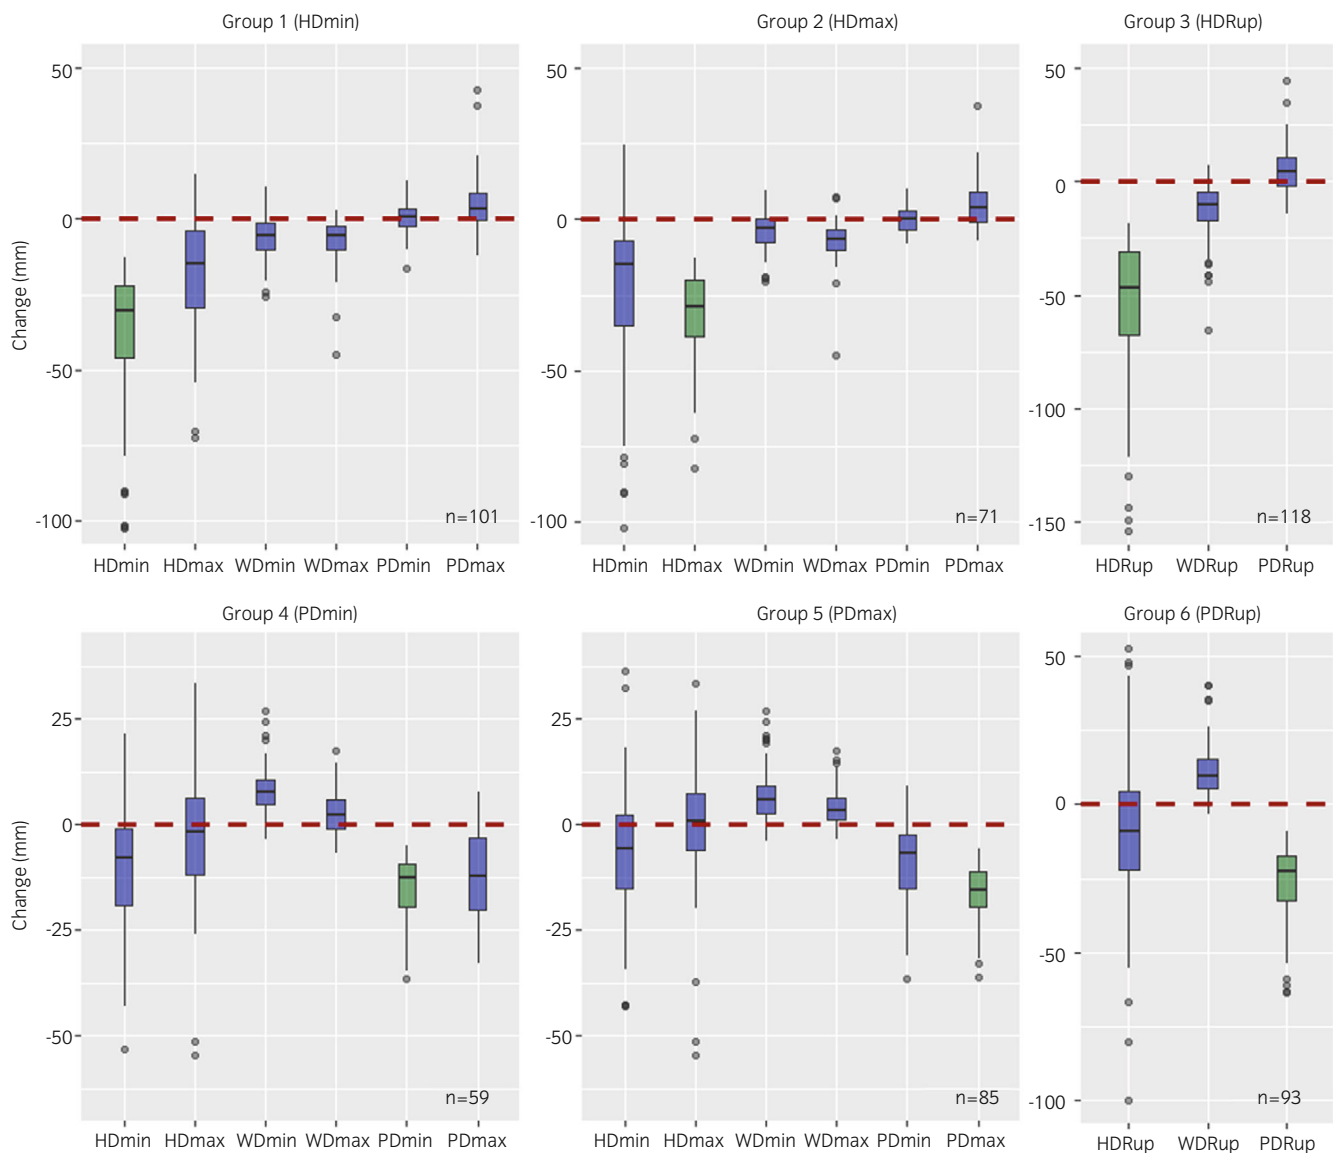 Group 1 (HDmin)
Group 2 (HDmax)
Group 3 (HDRup)
Change (mm)
50
0
-50
-100
n=101
HDmin HDmax WDmin WDmax PDmin PDmax
50
0
-50
-100
n=71
HDmin HDmax WDmin WDmax PDmin PDmax
50
0
-50
-100
-150
n=118
HDRup WDRup PDRup
Group 4 (PDmin)
Group 5 (PDmax)
Group 6 (PDRup)
Change (mm)
25
0
-25
-50
n=59
HDmin HDmax WDmin WDmax PDmin PDmax
25
0
-25
-50
n=85
HDmin HDmax WDmin WDmax PDmin PDmax
50
0
-50
-100
n=93
HDRup WDRup PDRup